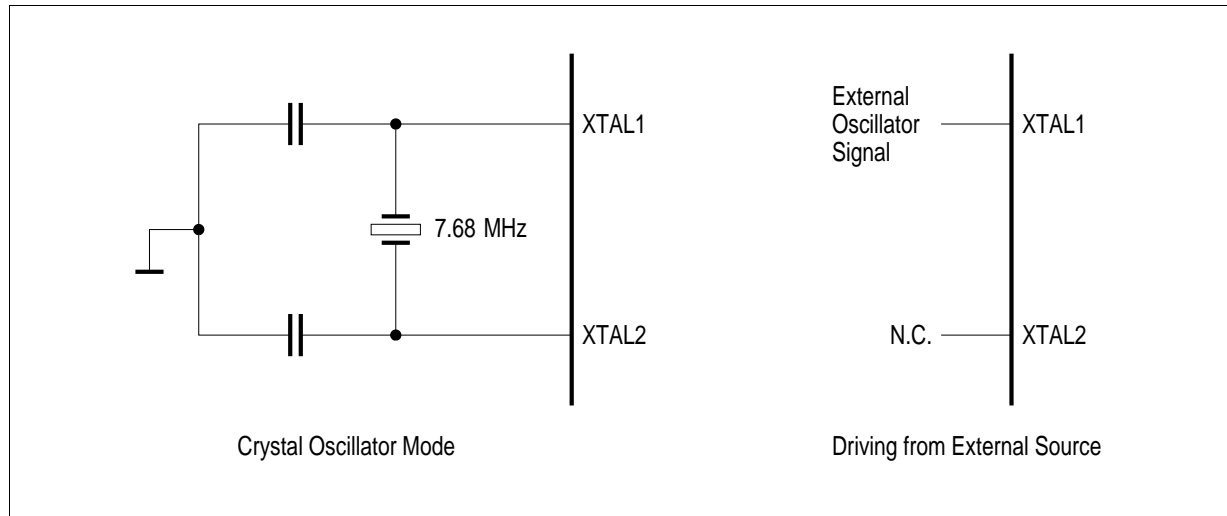 XTAL1
7.68 MHz
XTAL2
Crystal Oscillator Mode
External
Oscillator
Signal
XTAL1
N.C.
XTAL2
Driving from External Source